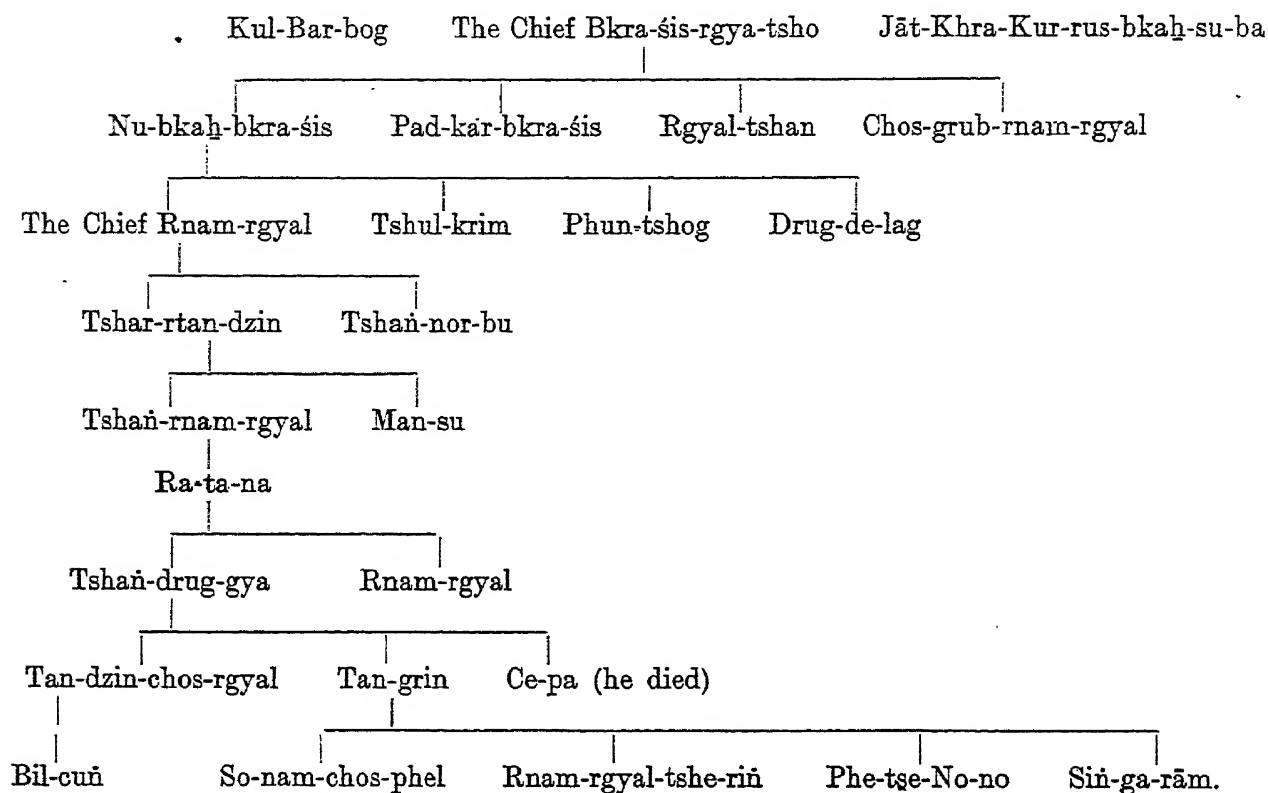 Kul-Bar-bog The Chief Bkra-śis-rgya-tsho Jāt-Khra-Kur-rus-bkaẖ-su-ba
Nu-bkaẖ-bkra-śis Pad-kar-bkra-śis Rgyal-tshan Chos-grub-rnam-rgyal
The Chief Rnam-rgyal Tshul-krim Phun-tshog Drug-de-lag
Tshar-rtan-dzin Tshaṅ-nor-bu
Tshaṅ-rnam-rgyal Man-su
Ra-ta-na
Tshaṅ-drug-gya Rnam-rgyal
Tan-dzin-chos-rgyal Tan-grin Ce-pa (he died)
Bil-cuṅ So-nam-chos-phel Rnam-rgyal-tshe-riṅ Phe-tṣe-No-no Siṅ-ga-rām.